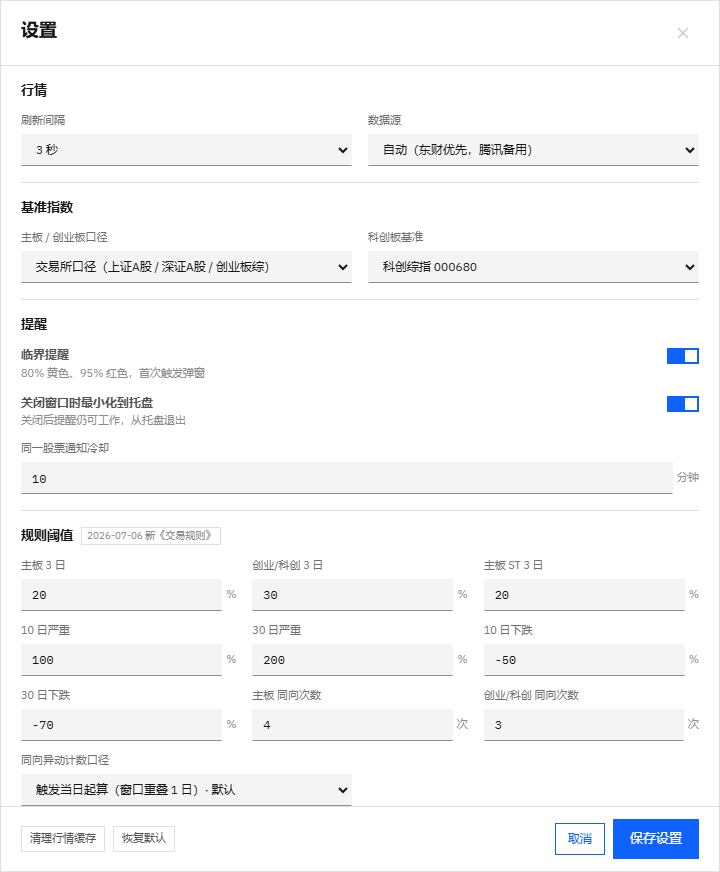 设置
行情
刷新间隔 数据源
3 秒 自动（东财优先，腾讯备用）
基准指数
主板 / 创业板口径 科创板基准
交易所口径（上证A股 / 深证A股 / 创业板综） 科创综指 000680
提醒
临界提醒
80% 黄色、95% 红色，首次触发弹窗
关闭窗口时最小化到托盘
关闭后提醒仍可工作，从托盘退出
同一股票通知冷却
10 分钟
规则阈值 2026-07-06 新《交易规则》
主板 3 日 创业/科创 3 日 主板 ST 3 日
20 % 30 % 20 %
10 日严重 30 日严重 10 日下跌
100 % 200 % -50 %
30 日下跌 主板 同向次数 创业/科创 同向次数
-70 % 4 次 3 次
同向异动计数口径
触发当日起算（窗口重叠 1 日）· 默认
清理行情缓存 恢复默认 取消 保存设置